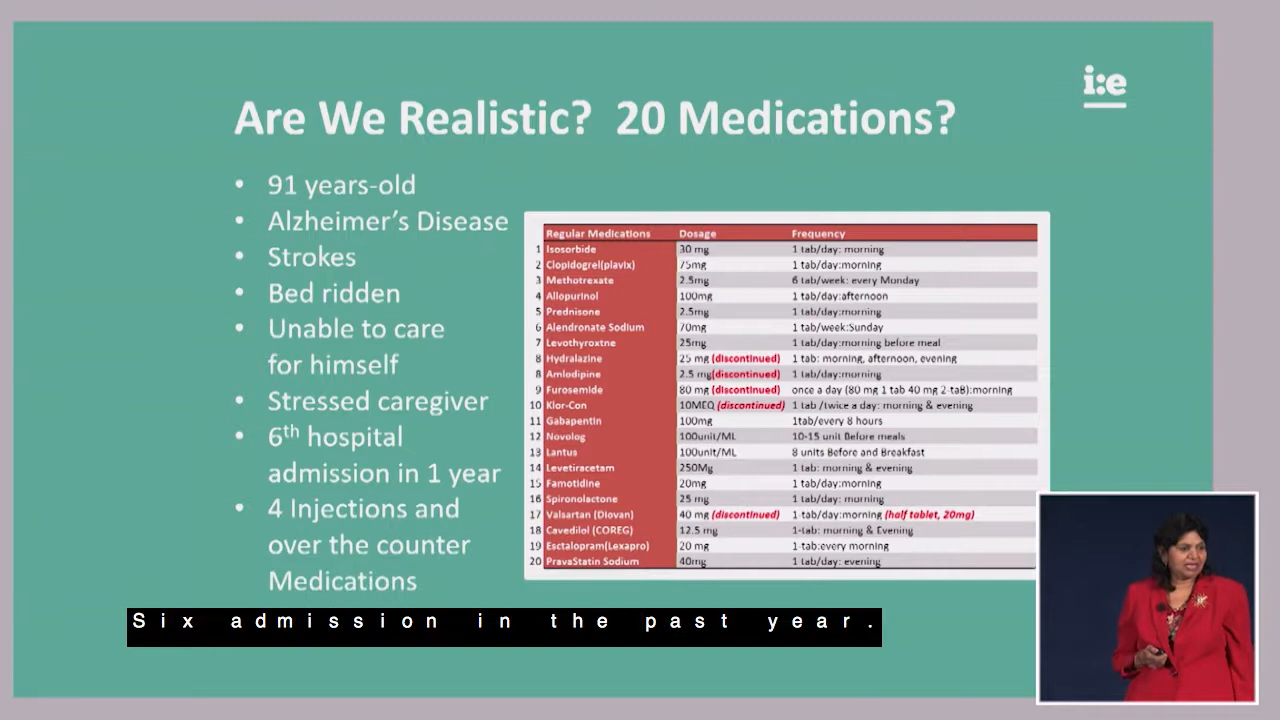 i:e
Are We Realistic? 20 Medications?
• 91 years-old
• Alzheimer's Disease
• Strokes
• Bed ridden
• Unable to care
for himself
• Stressed caregiver
• 6th hospital
admission in 1 year
• 4 Injections and
over the counter
Medications
Regular Medications Dosage Frequency
1 Isosorbide 30 mg 1 tab/day: morning
2 Clopidogrel(plavix) 75mg 1 tab/day:morning
3 Methotrexate 2.5mg 6 tab/week: every Monday
4 Allopurinol 100mg 1 tab/day:afternoon
5 Prednisone 2.5mg 1 tab/day:morning
6 Alendronate Sodium 70mg 1 tab/week:Sunday
7 Levothyroxtne 25mg 1 tab/day:morning before meal
8 Hydralazine 25 mg (discontinued) 1 tab: morning, afternoon, evening
8 Amlodipine 2.5 mg(discontinued) 1 tab/day:morning
9 Furosemide 80 mg (discontinued) once a day (80 mg 1 tab 40 mg 2-taB):morning
10 Klor-Con 10MEQ (discontinued) 1 tab /twice a day: morning & evening
11 Gabapentin 100mg 1tab/every 8 hours
12 Novolog 100unit/ML 10-15 unit Before meals
13 Lantus 100unit/ML 8 units Before and Breakfast
14 Levetiracetam 250Mg 1 tab: morning & evening
15 Famotidine 20mg 1 tab/day:morning
16 Spironolactone 25 mg 1 tab/day: morning
17 Valsartan (Diovan) 40 mg (discontinued) 1-tab/day:morning (half tablet, 20mg)
18 Cavedilol (COREG) 12.5 mg 1-tab: morning & Evening
19 Esctalopram(Lexapro) 20 mg 1-tab:every morning
20 PravaStatin Sodium 40mg 1 tab/day: evening
Six admission in the past year.